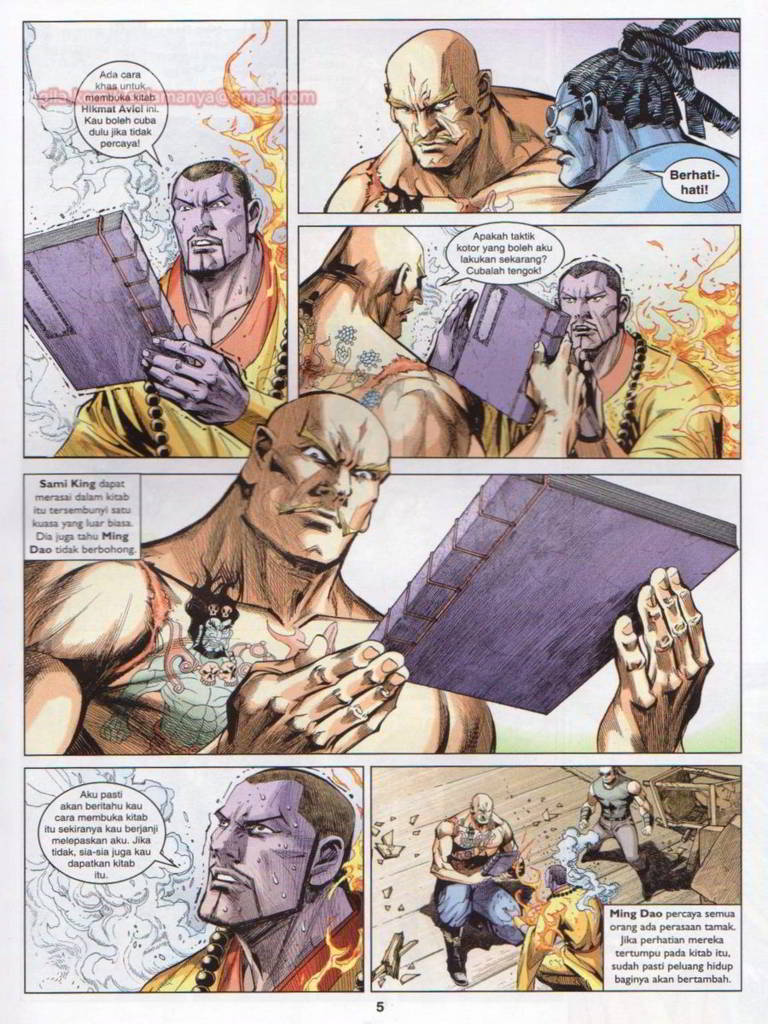 Ada cara
khas untuk
membuka kitab
Hikmat Avici ini.
Kau boleh cuba
dulu jika tidak
percaya!
Berhati-
hati!
Apakah taktik
kotor yang boleh aku
lakukan sekarang?
Cubalah tengok!
Sami King dapat
merasai dalam kitab
itu tersembunyi satu
kuasa yang luar biasa.
Dia juga tahu Ming
Dao tidak berbohong.
Aku pasti
akan beritahu kau
cara membuka kitab
itu sekiranya kau berjanji
melepaskan aku. Jika
tidak, sia-sia juga kau
dapatkan kitab
itu.
Ming Dao percaya semua
orang ada perasaan tamak.
Jika perhatian mereka
tertumpu pada kitab itu,
sudah pasti peluang hidup
baginya akan bertambah.
5